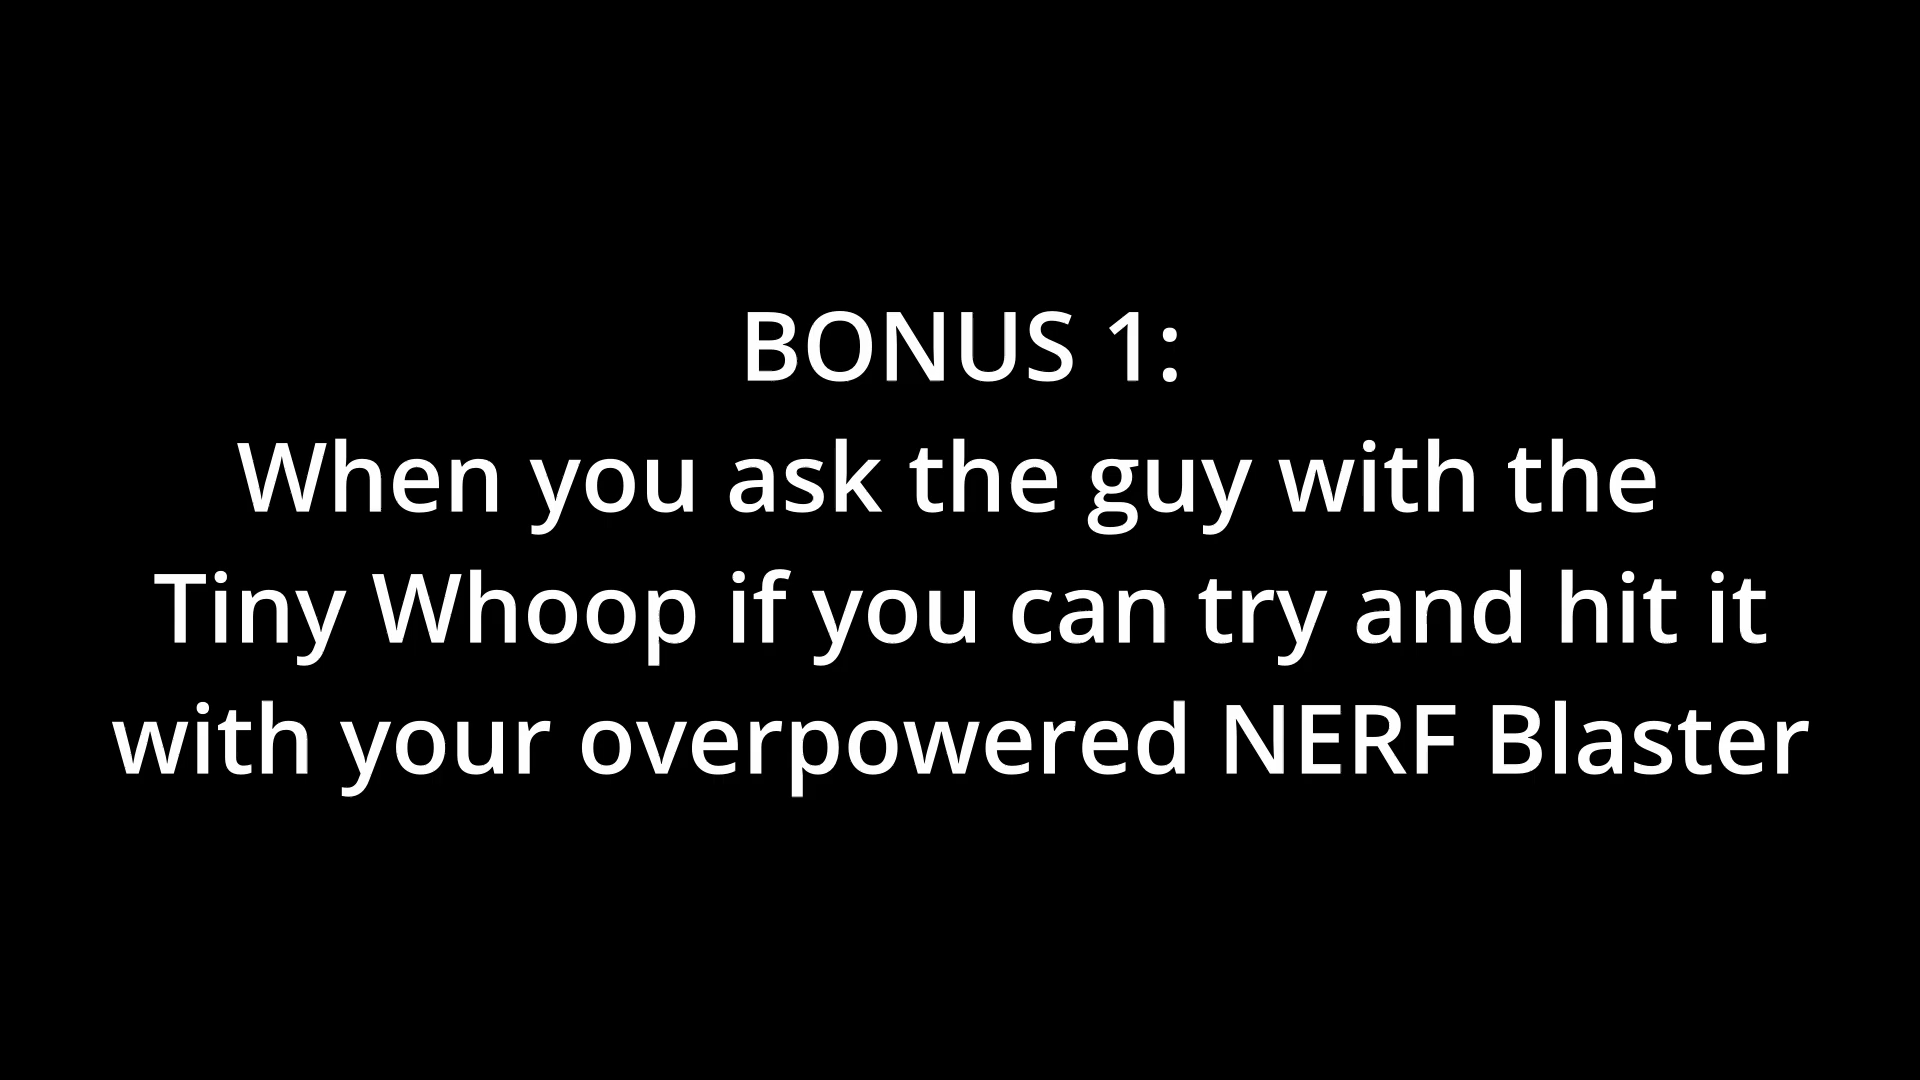 BONUS 1:
When you ask the guy with the
Tiny Whoop if you can try and hit it
with your overpowered NERF Blaster